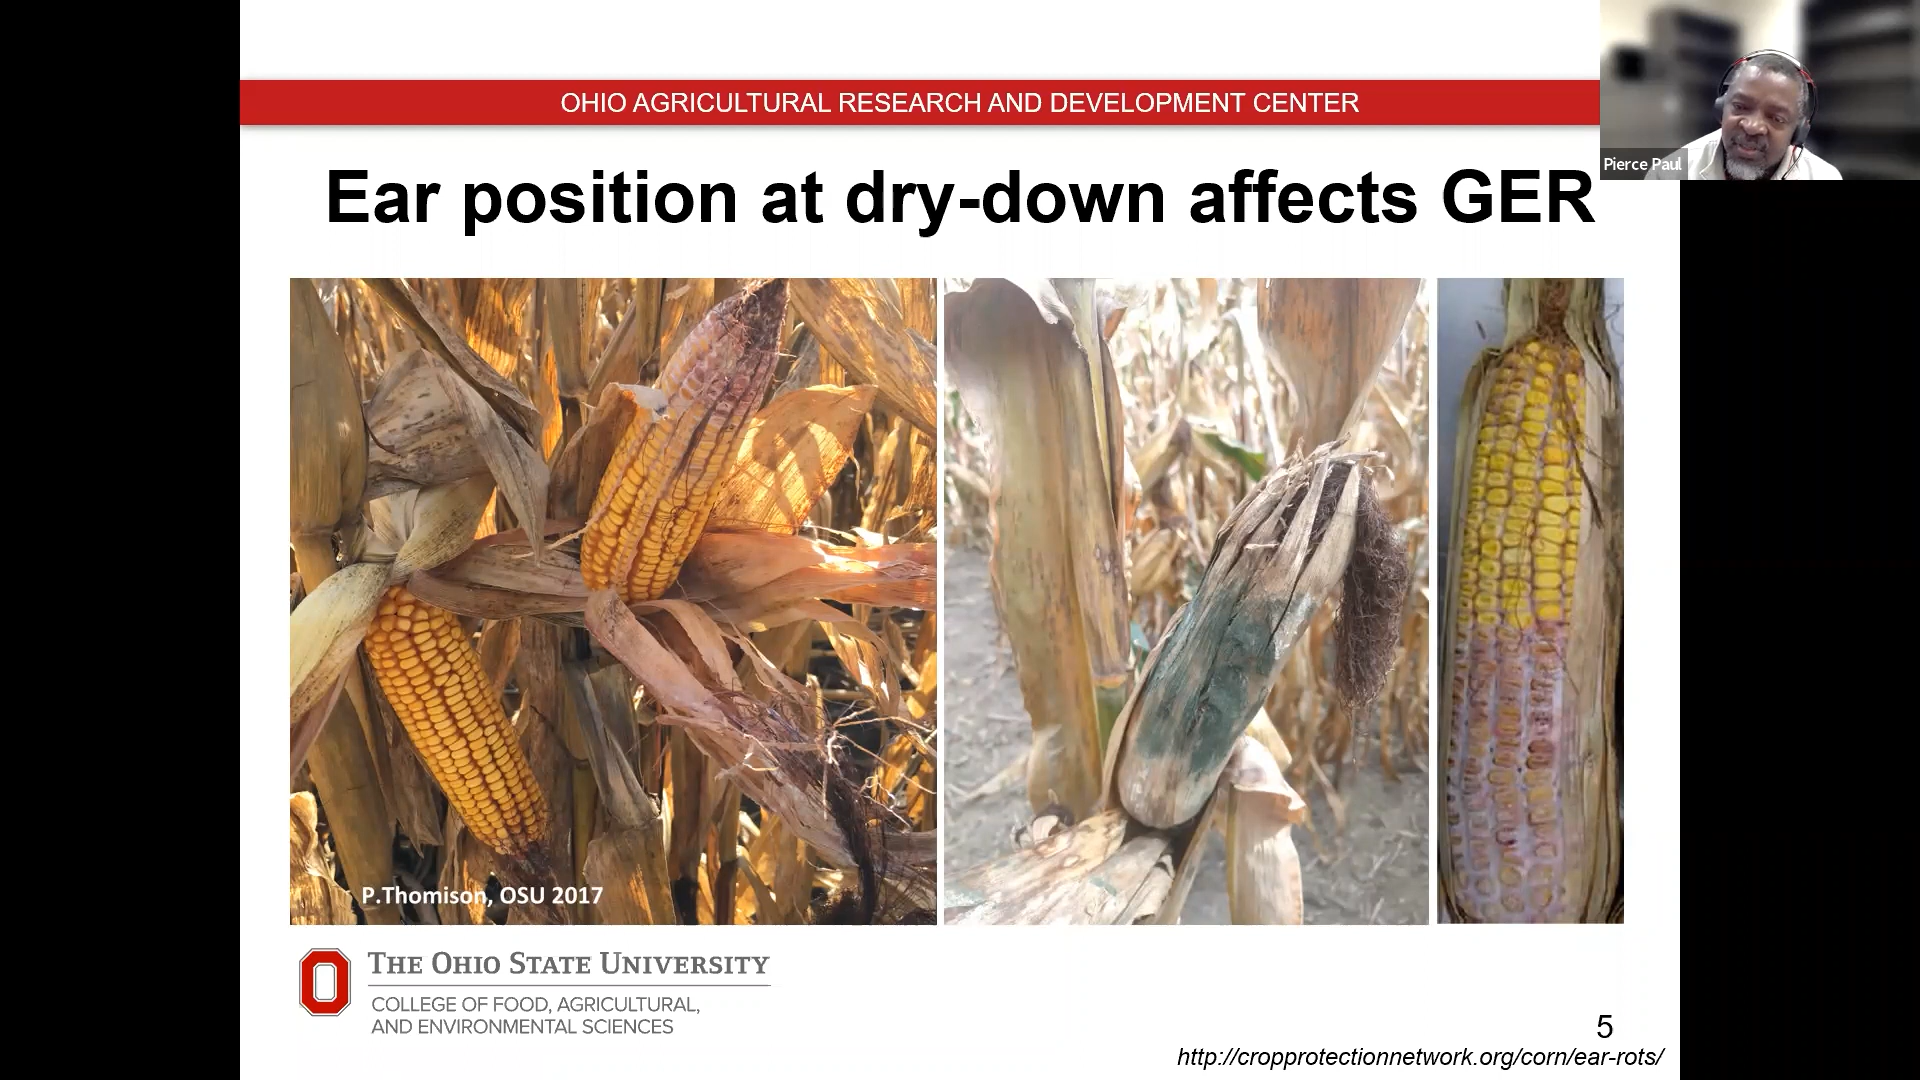 OHIO AGRICULTURAL RESEARCH AND DEVELOPMENT CENTER
Pierce Paul
Ear position at dry-down affects GER
P.Thomison, OSU 2017
THE OHIO STATE UNIVERSITY
COLLEGE OF FOOD, AGRICULTURAL,
AND ENVIRONMENTAL SCIENCES
5
http://cropprotectionnetwork.org/corn/ear-rots/